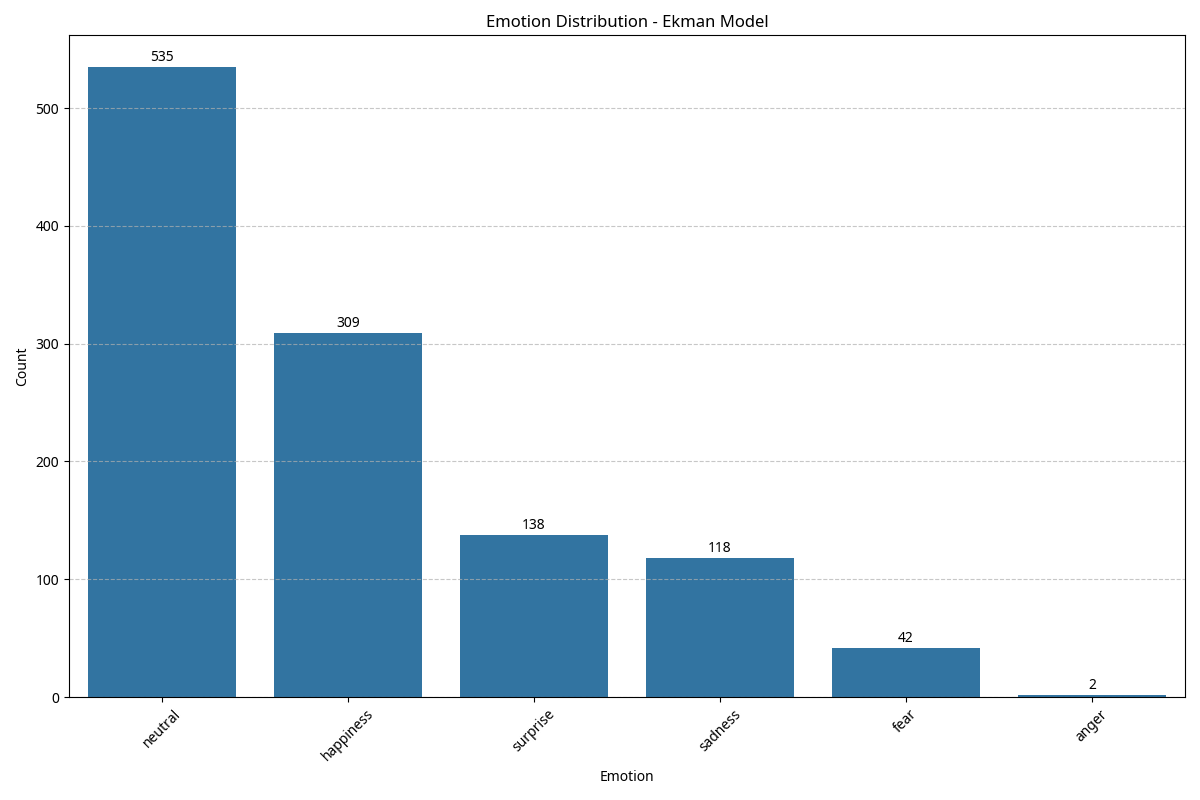 Emotion Distribution - Ekman Model
535
500
400
309
300
Count
200
138
118
100
42
2
0
neutral
happiness
surprise
sadness
fear
anger
Emotion